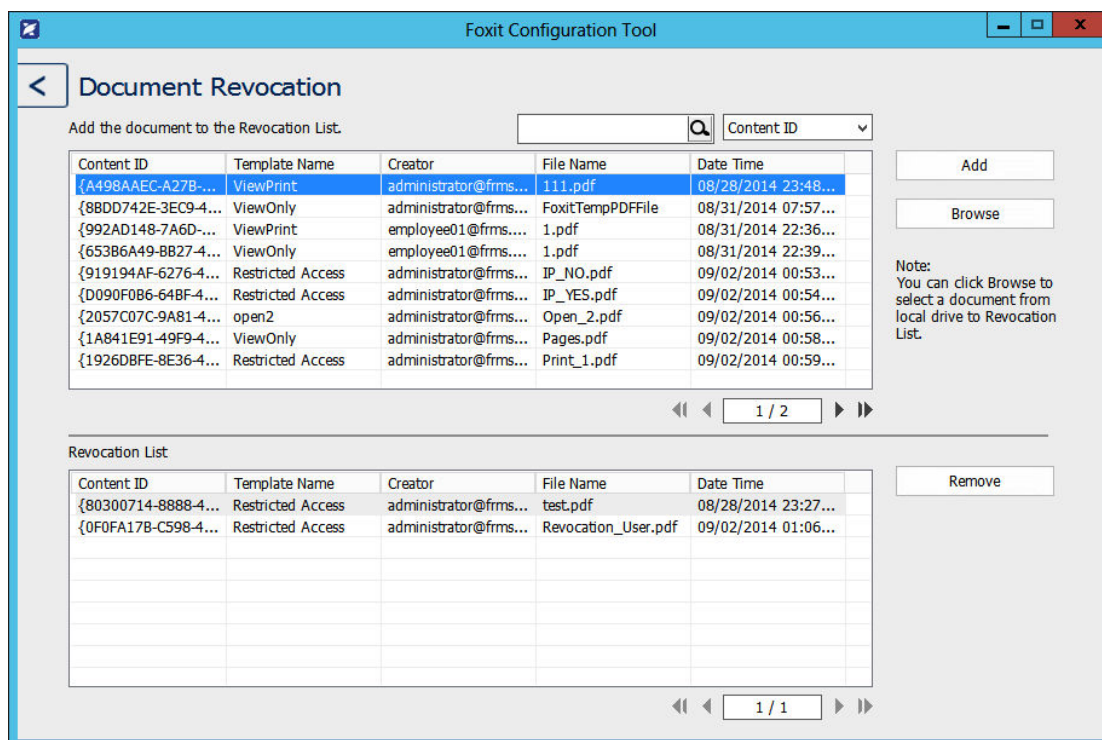 Foxit Configuration Tool
Document Revocation
Add the document to the Revocation List.
Content ID
Content ID Template Name Creator File Name Date Time
{A498AAEC-A27B-... ViewPrint administrator@frms... 111.pdf 08/28/2014 23:48...
{8BDD742E-3EC9-4... ViewOnly administrator@frms... FoxitTempPDFFile 08/31/2014 07:57...
{992AD148-7A6D-... ViewPrint employee01@frms.... 1.pdf 08/31/2014 22:36...
{653B6A49-BB27-4... ViewOnly employee01@frms.... 1.pdf 08/31/2014 22:39...
{919194AF-6276-4... Restricted Access administrator@frms... IP_NO.pdf 09/02/2014 00:53...
{D090F0B6-64BF-4... Restricted Access administrator@frms... IP_YES.pdf 09/02/2014 00:54...
{2057C07C-9A81-4... open2 administrator@frms... Open_2.pdf 09/02/2014 00:56...
{1A841E91-49F9-4... ViewOnly administrator@frms... Pages.pdf 09/02/2014 00:58...
{1926DBFE-8E36-4... Restricted Access administrator@frms... Print_1.pdf 09/02/2014 00:59...
1 / 2
Add
Browse
Note:
You can click Browse to
select a document from
local drive to Revocation
List.
Revocation List
Content ID Template Name Creator File Name Date Time
{80300714-8888-4... Restricted Access administrator@frms... test.pdf 08/28/2014 23:27...
{0F0FA17B-C598-4... Restricted Access administrator@frms... Revocation_User.pdf 09/02/2014 01:06...
1 / 1
Remove